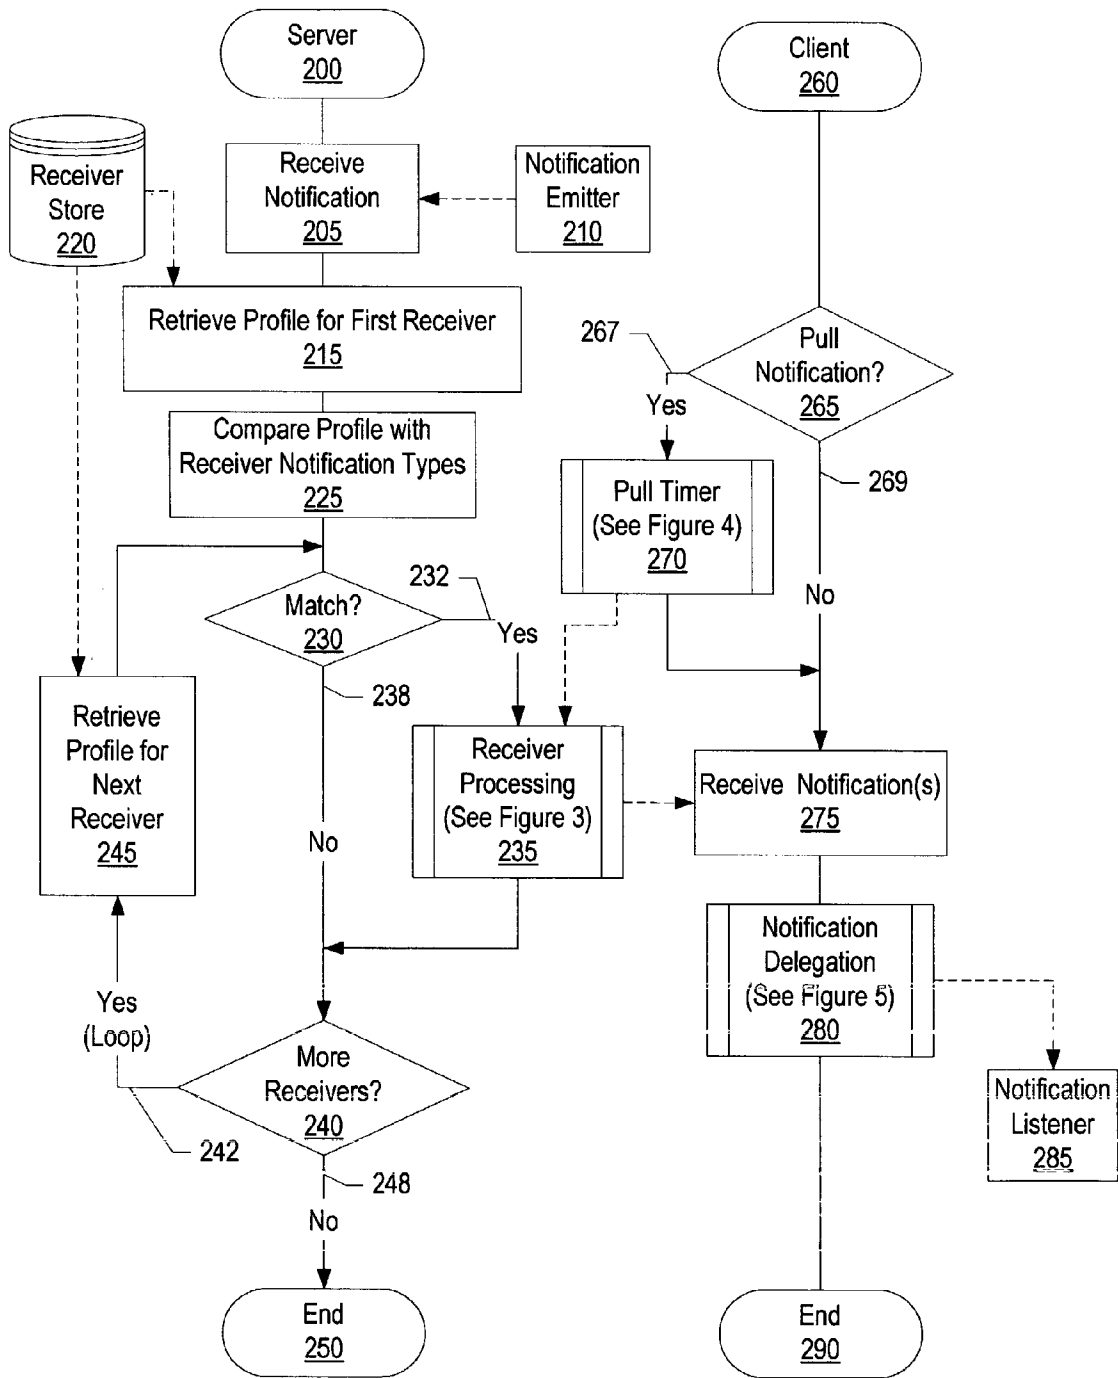 Server
200
Client
260
Receiver
Store
220
Receive
Notification
205
Notification
Emitter
210
Retrieve Profile for First Receiver
215
267
Pull
Notification?
265
Yes
269
Compare Profile with
Receiver Notification Types
225
Pull Timer
(See Figure 4)
270
No
232
Match?
230
Yes
238
Retrieve
Profile for
Next
Receiver
245
Receiver
Processing
(See Figure 3)
235
Receive Notification(s)
275
No
Notification
Delegation
(See Figure 5)
280
Yes
(Loop)
More
Receivers?
240
242
248
Notification
Listener
285
No
End
250
End
290